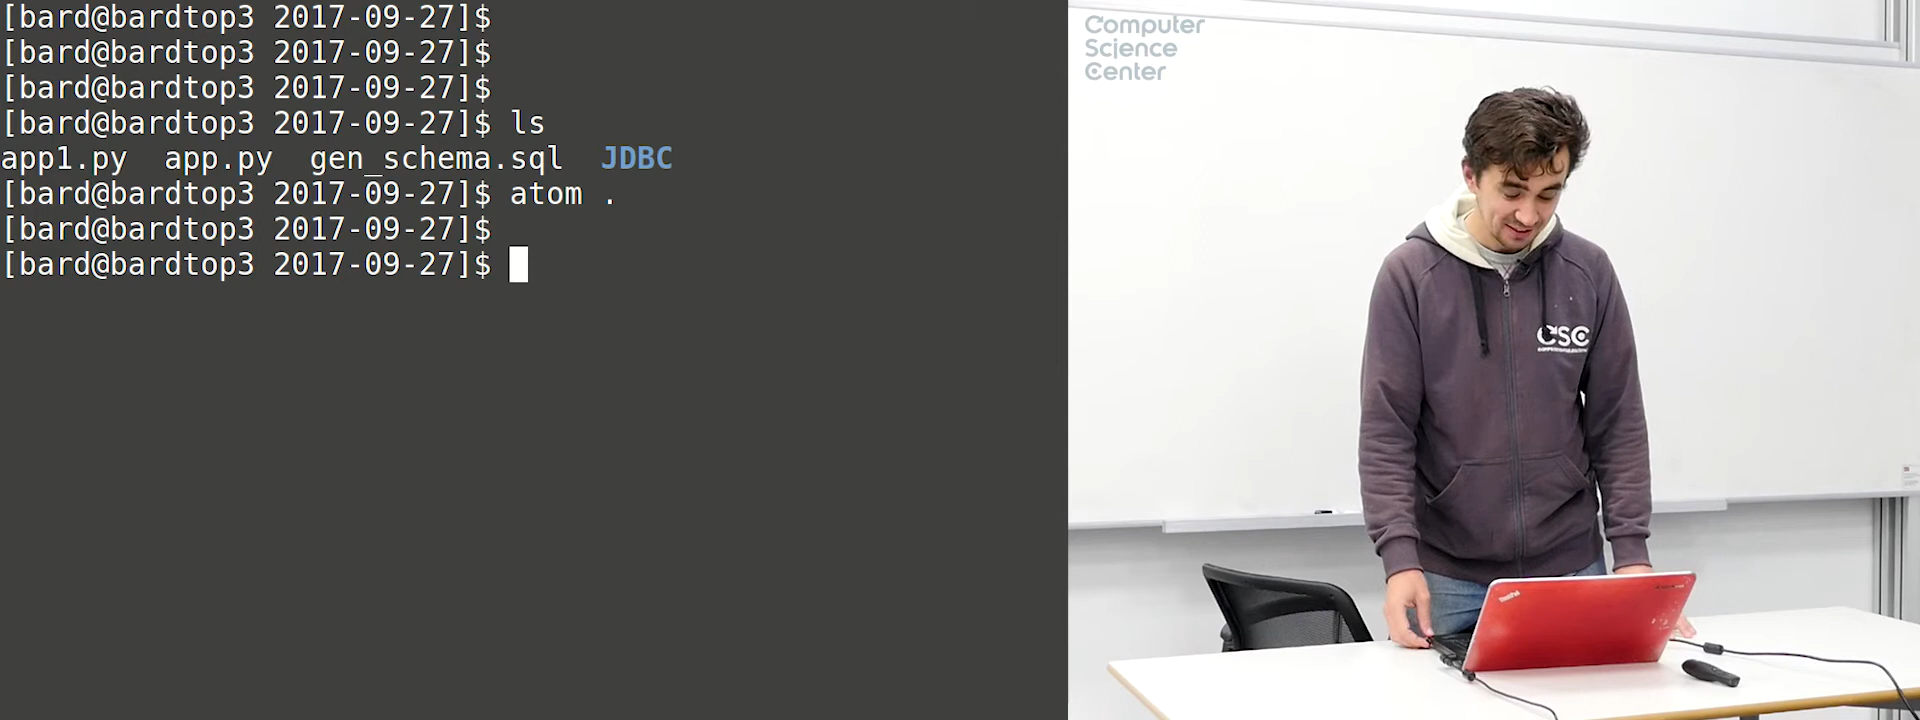 [bard@bardtop3 2017-09-27]$
[bard@bardtop3 2017-09-27]$
[bard@bardtop3 2017-09-27]$
[bard@bardtop3 2017-09-27]$ ls
app1.py  app.py  gen_schema.sql  JDBC
[bard@bardtop3 2017-09-27]$ atom .
[bard@bardtop3 2017-09-27]$
[bard@bardtop3 2017-09-27]$
Computer
Science
Center
CSC
ThinkPad